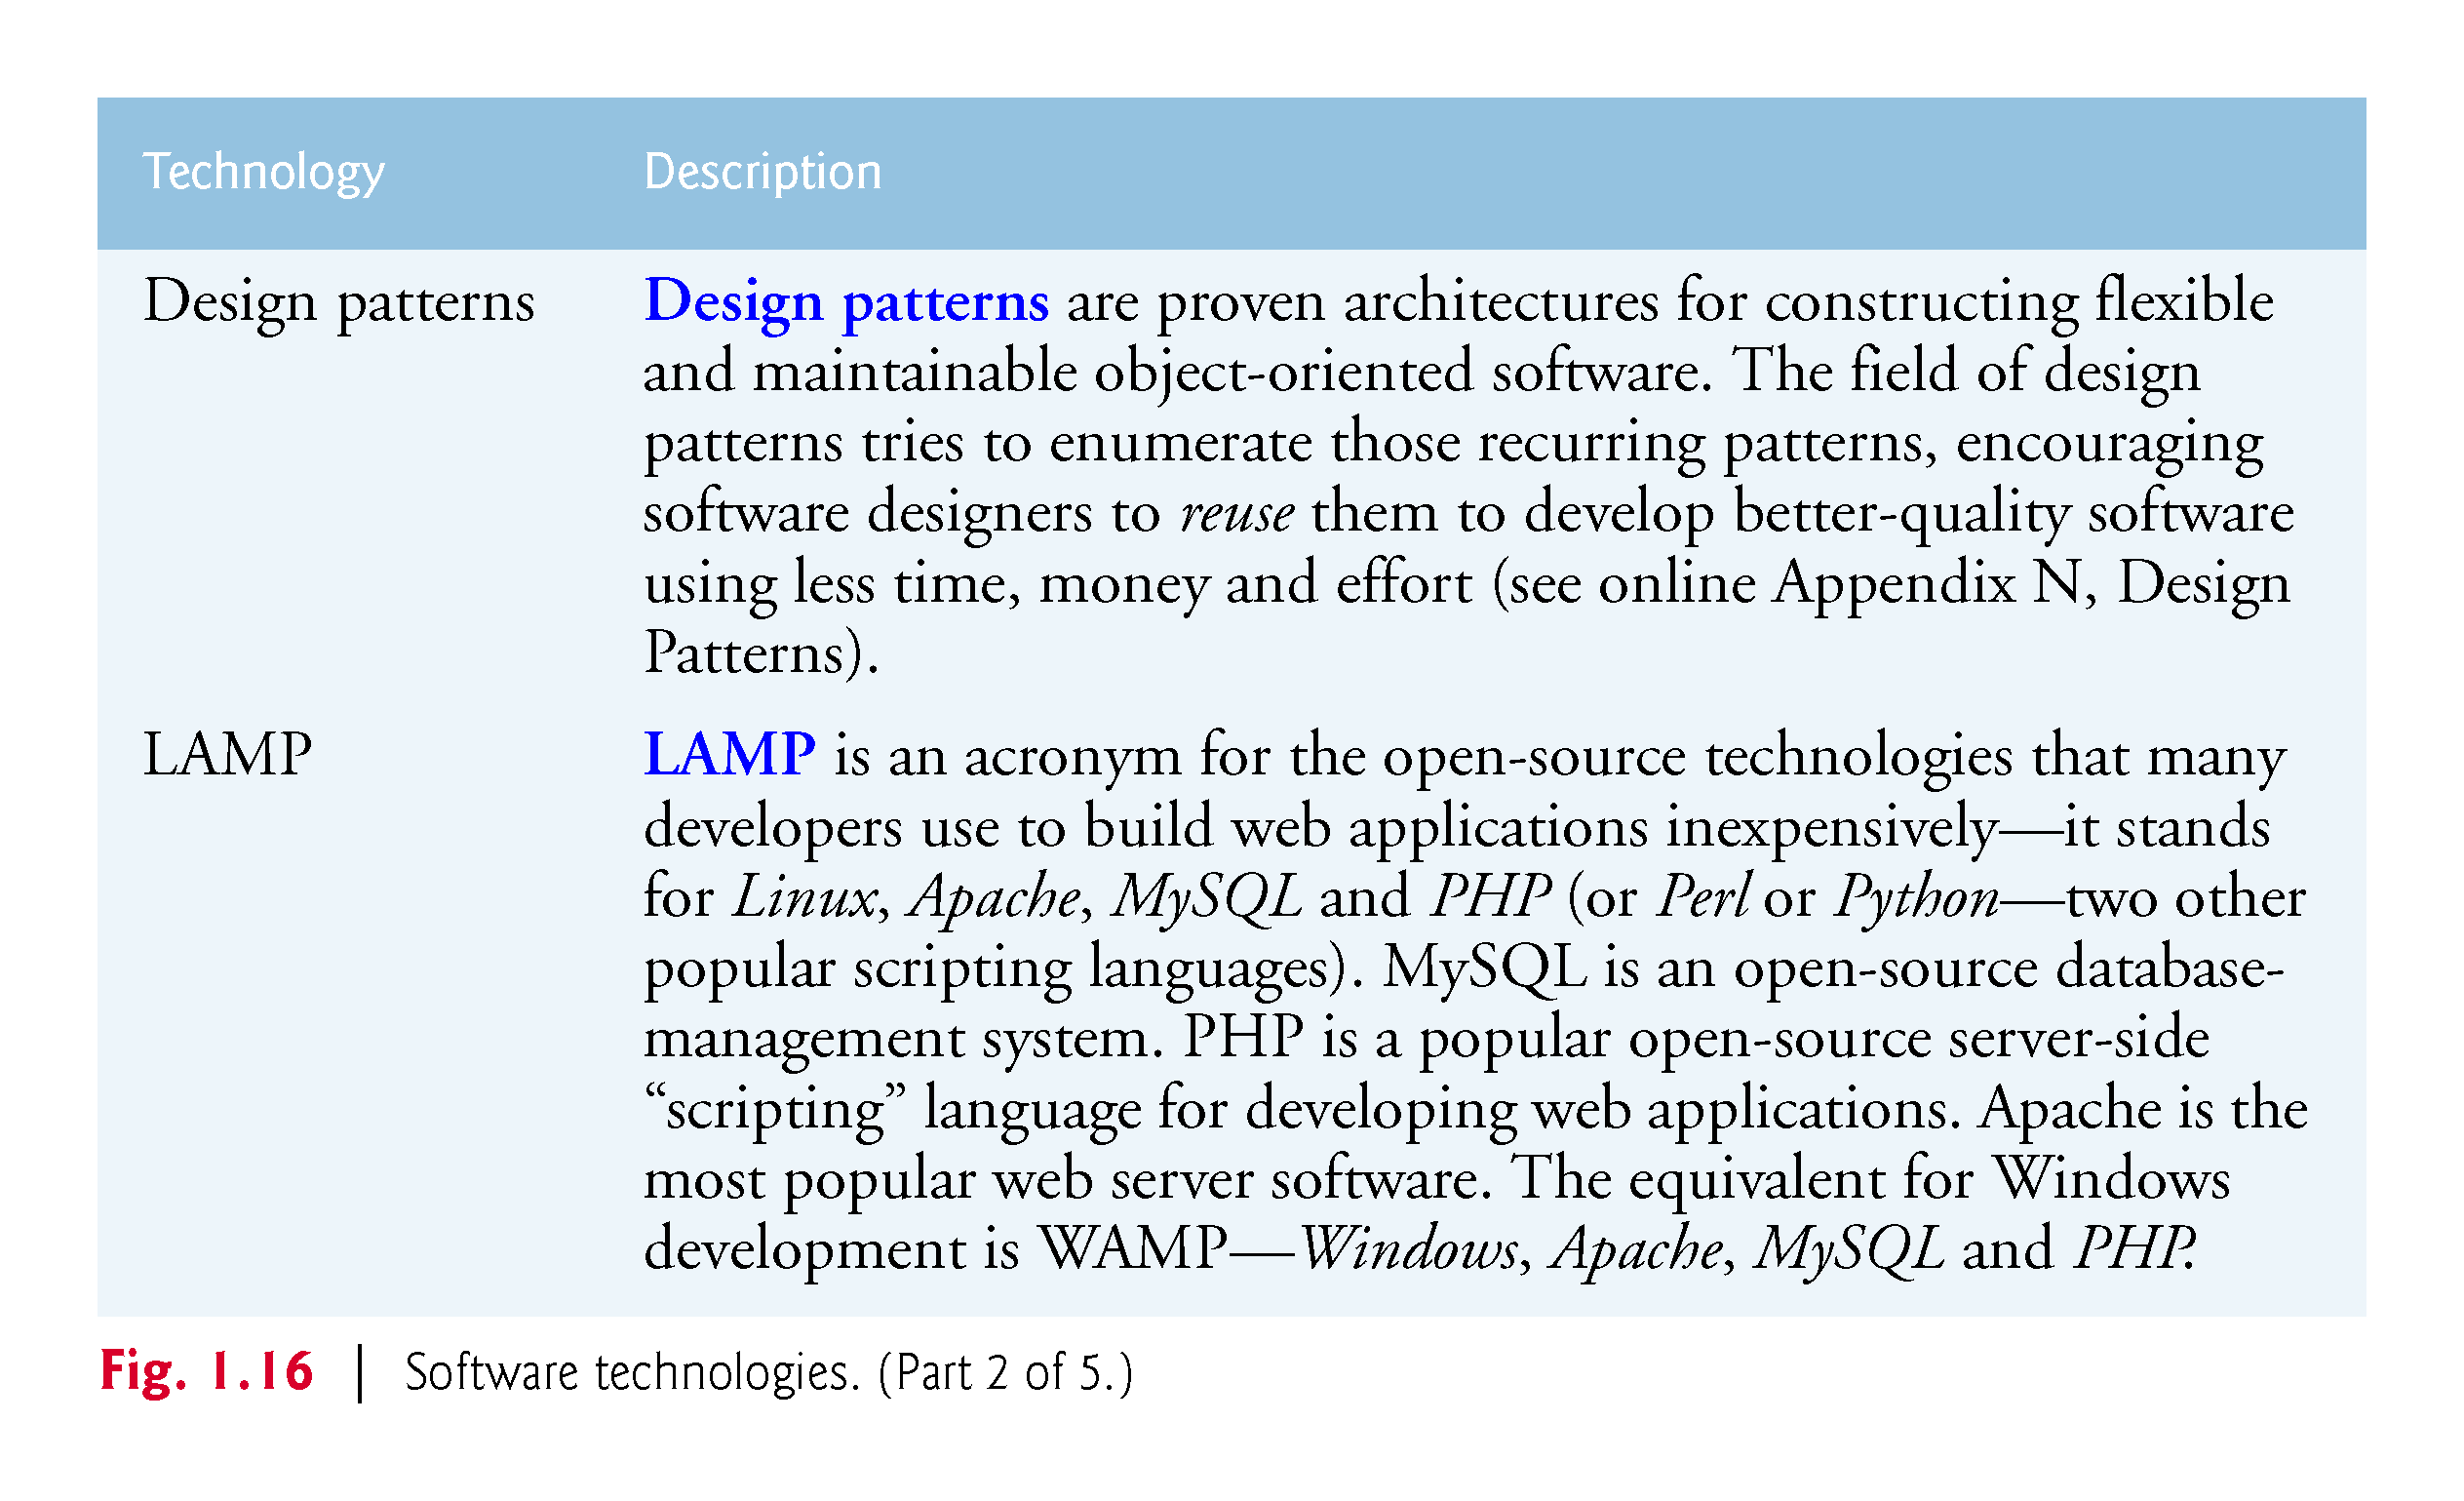 Technology Description
Design patterns Design patterns are proven architectures for constructing flexible
and maintainable object-oriented software. The field of design
patterns tries to enumerate those recurring patterns, encouraging
software designers to reuse them to develop better-quality software
using less time, money and effort (see online Appendix N, Design
Patterns).
LAMP LAMP is an acronym for the open-source technologies that many
developers use to build web applications inexpensively—it stands
for Linux, Apache, MySQL and PHP (or Perl or Python—two other
popular scripting languages). MySQL is an open-source database-
management system. PHP is a popular open-source server-side
“scripting” language for developing web applications. Apache is the
most popular web server software. The equivalent for Windows
development is WAMP—Windows, Apache, MySQL and PHP.
Fig. 1.16 | Software technologies. (Part 2 of 5.)